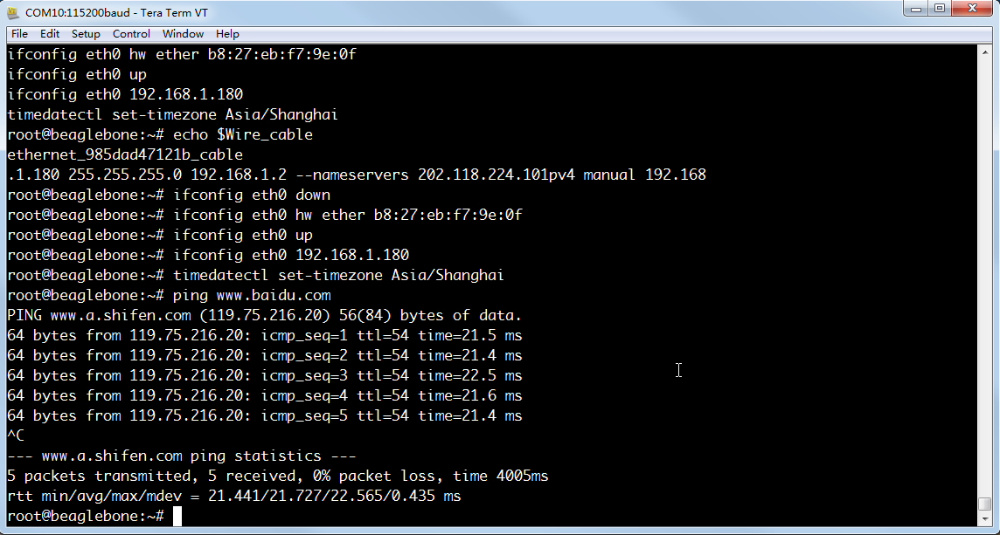 COM10:115200baud - Tera Term VT
File Edit Setup Control Window Help
ifconfig eth0 hw ether b8:27:eb:f7:9e:0f
ifconfig eth0 up
ifconfig eth0 192.168.1.180
timedatectl set-timezone Asia/Shanghai
root@beaglebone:~# echo $Wire_cable
ethernet_985dad47121b_cable
.1.180 255.255.255.0 192.168.1.2 --nameservers 202.118.224.101pv4 manual 192.168
root@beaglebone:~# ifconfig eth0 down
root@beaglebone:~# ifconfig eth0 hw ether b8:27:eb:f7:9e:0f
root@beaglebone:~# ifconfig eth0 up
root@beaglebone:~# ifconfig eth0 192.168.1.180
root@beaglebone:~# timedatectl set-timezone Asia/Shanghai
root@beaglebone:~# ping www.baidu.com
PING www.a.shifen.com (119.75.216.20) 56(84) bytes of data.
64 bytes from 119.75.216.20: icmp_seq=1 ttl=54 time=21.5 ms
64 bytes from 119.75.216.20: icmp_seq=2 ttl=54 time=21.4 ms
64 bytes from 119.75.216.20: icmp_seq=3 ttl=54 time=22.5 ms
64 bytes from 119.75.216.20: icmp_seq=4 ttl=54 time=21.6 ms
64 bytes from 119.75.216.20: icmp_seq=5 ttl=54 time=21.4 ms
^C
--- www.a.shifen.com ping statistics ---
5 packets transmitted, 5 received, 0% packet loss, time 4005ms
rtt min/avg/max/mdev = 21.441/21.727/22.565/0.435 ms
root@beaglebone:~#